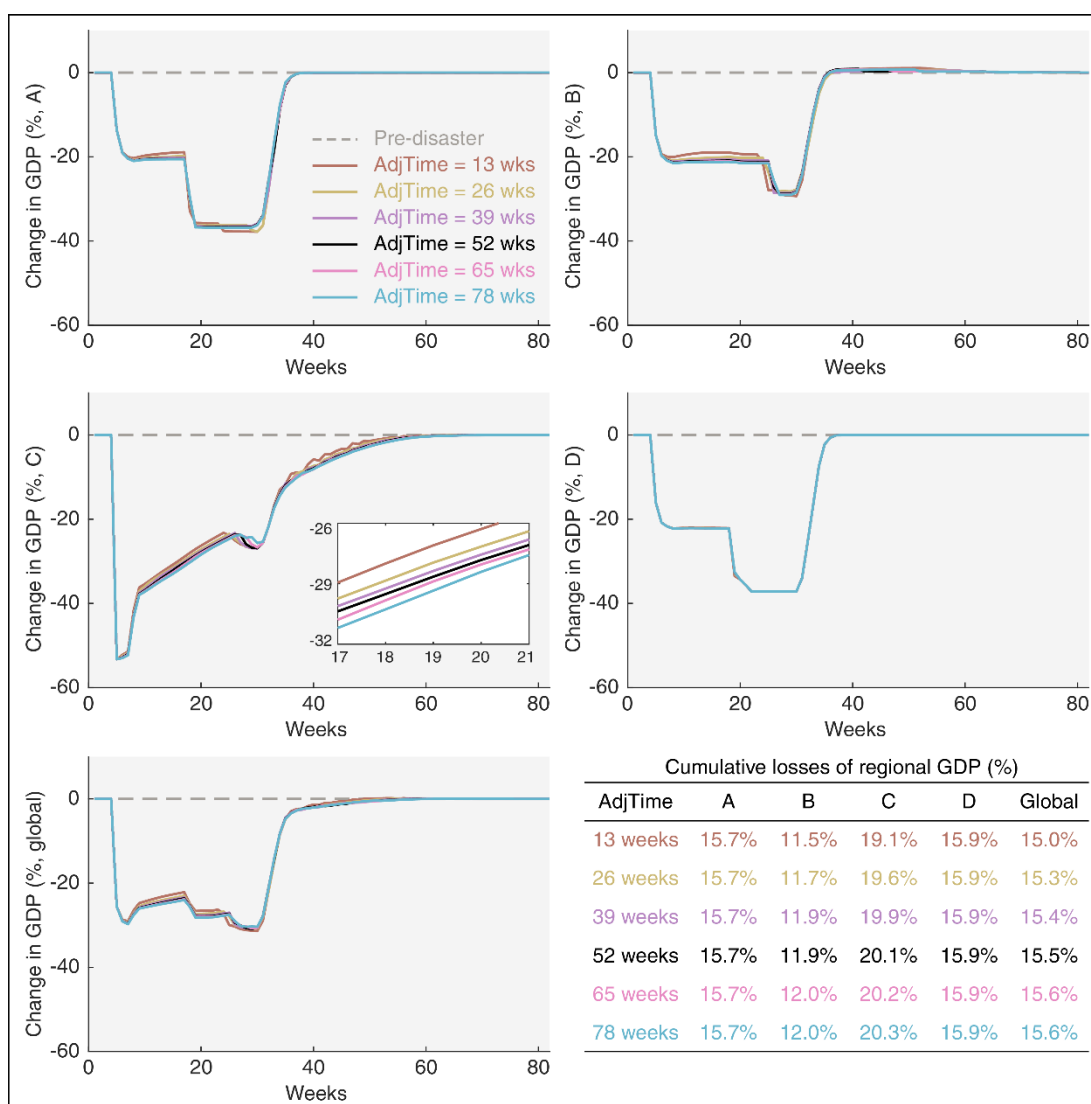 Change in GDP (%, A)
0
-20
-40
-60
Pre-disaster
AdjTime = 13 wks
AdjTime = 26 wks
AdjTime = 39 wks
AdjTime = 52 wks
AdjTime = 65 wks
AdjTime = 78 wks
0 20 40 60 80
Weeks
Change in GDP (%, B)
0
-20
-40
-60
0 20 40 60 80
Weeks
Change in GDP (%, C)
0
-20
-40
-60
-26
-29
-32
17 18 19 20 21
0 20 40 60 80
Weeks
Change in GDP (%, D)
0
-20
-40
-60
0 20 40 60 80
Weeks
Change in GDP (%, global)
0
-20
-40
-60
0 20 40 60 80
Weeks
Cumulative losses of regional GDP (%)
AdjTime A B C D Global
13 weeks 15.7% 11.5% 19.1% 15.9% 15.0%
26 weeks 15.7% 11.7% 19.6% 15.9% 15.3%
39 weeks 15.7% 11.9% 19.9% 15.9% 15.4%
52 weeks 15.7% 11.9% 20.1% 15.9% 15.5%
65 weeks 15.7% 12.0% 20.2% 15.9% 15.6%
78 weeks 15.7% 12.0% 20.3% 15.9% 15.6%